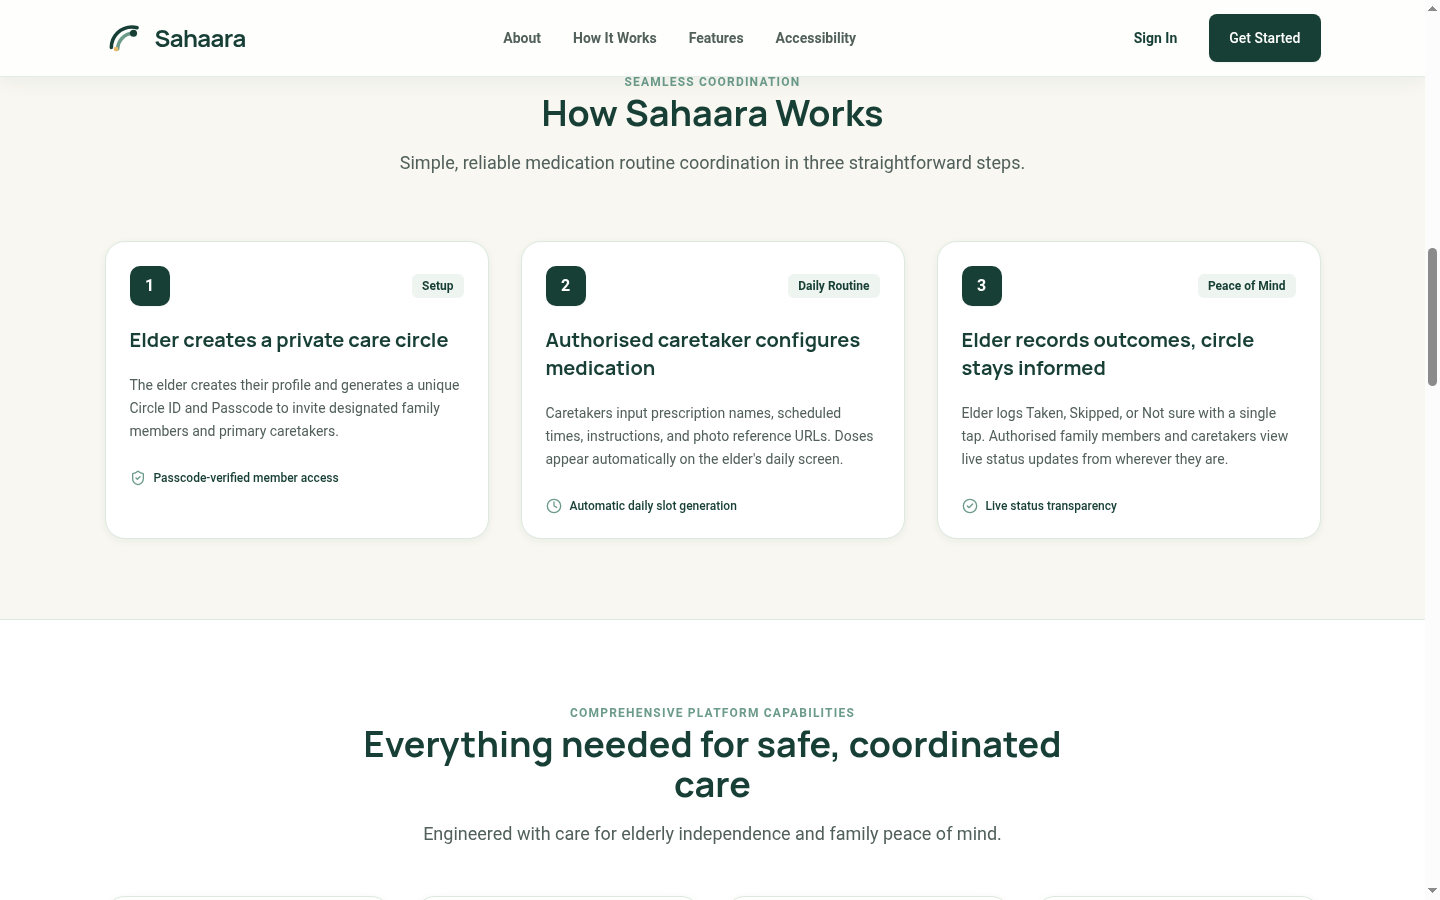 Sahaara
About
How It Works
Features
Accessibility
Sign In
Get Started
SEAMLESS COORDINATION
How Sahaara Works
Simple, reliable medication routine coordination in three straightforward steps.
1
Setup
Elder creates a private care circle
The elder creates their profile and generates a unique
Circle ID and Passcode to invite designated family
members and primary caretakers.
Passcode-verified member access
2
Daily Routine
Authorised caretaker configures
medication
Caretakers input prescription names, scheduled
times, instructions, and photo reference URLs. Doses
appear automatically on the elder's daily screen.
Automatic daily slot generation
3
Peace of Mind
Elder records outcomes, circle
stays informed
Elder logs Taken, Skipped, or Not sure with a single
tap. Authorised family members and caretakers view
live status updates from wherever they are.
Live status transparency
COMPREHENSIVE PLATFORM CAPABILITIES
Everything needed for safe, coordinated
care
Engineered with care for elderly independence and family peace of mind.